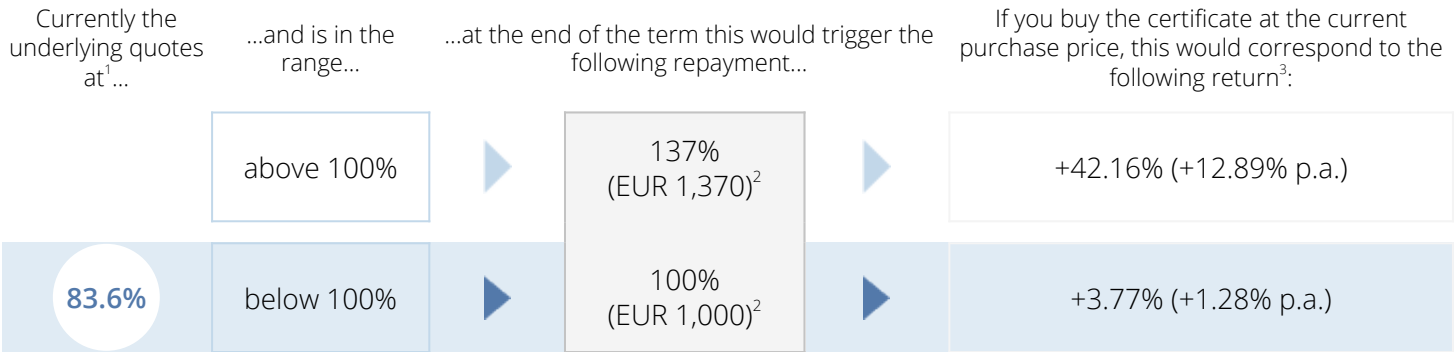 Currently the
underlying quotes
at¹...
...and is in the
range...
...at the end of the term this would trigger the
following repayment...
If you buy the certificate at the current
purchase price, this would correspond to the
following return³:
above 100%
137%
(EUR 1,370)²
+42.16% (+12.89% p.a.)
83.6%
below 100%
100%
(EUR 1,000)²
+3.77% (+1.28% p.a.)